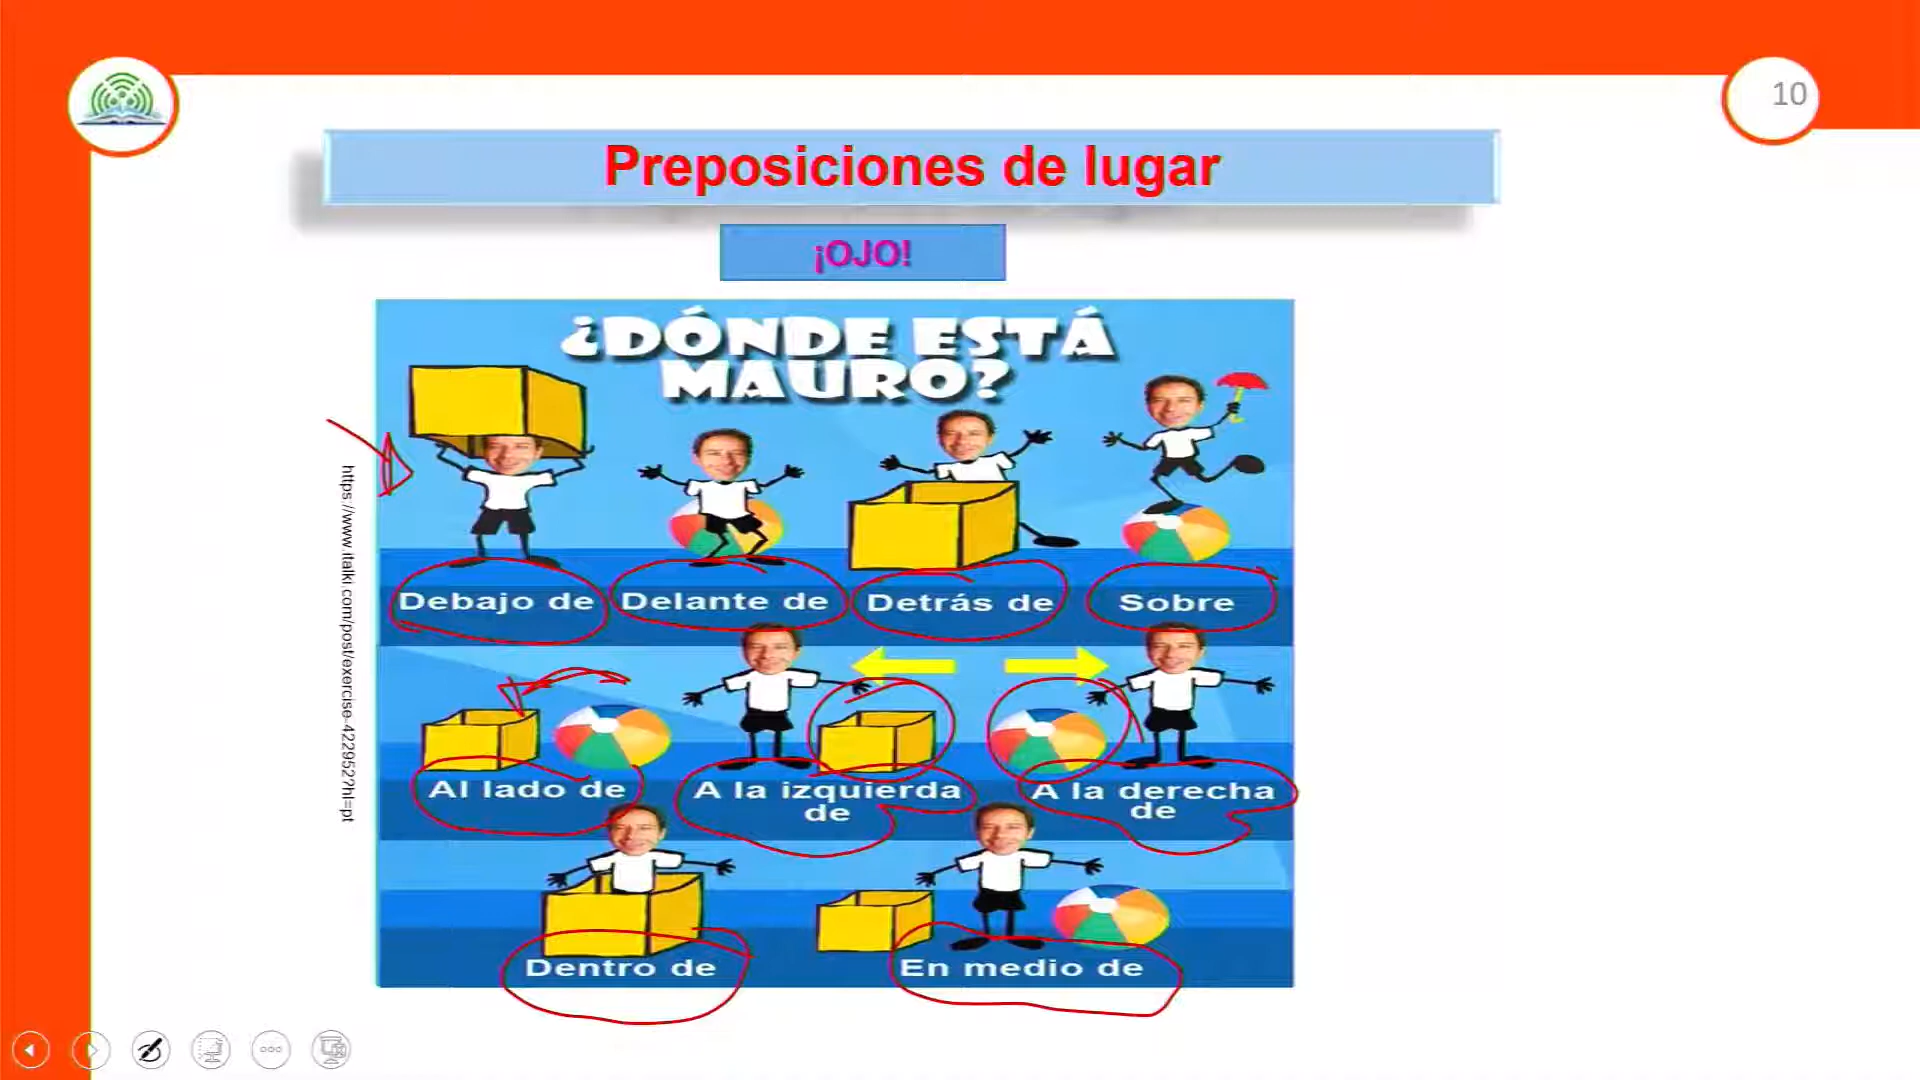 10
Preposiciones de lugar
¡OJO!
¿DÓNDE ESTÁ
MAURO?
https://www.italki.com/post/exercise-422952?hl=pt
Debajo de
Delante de
Detrás de
Sobre
Al lado de
A la izquierda
de
A la derecha
de
Dentro de
En medio de